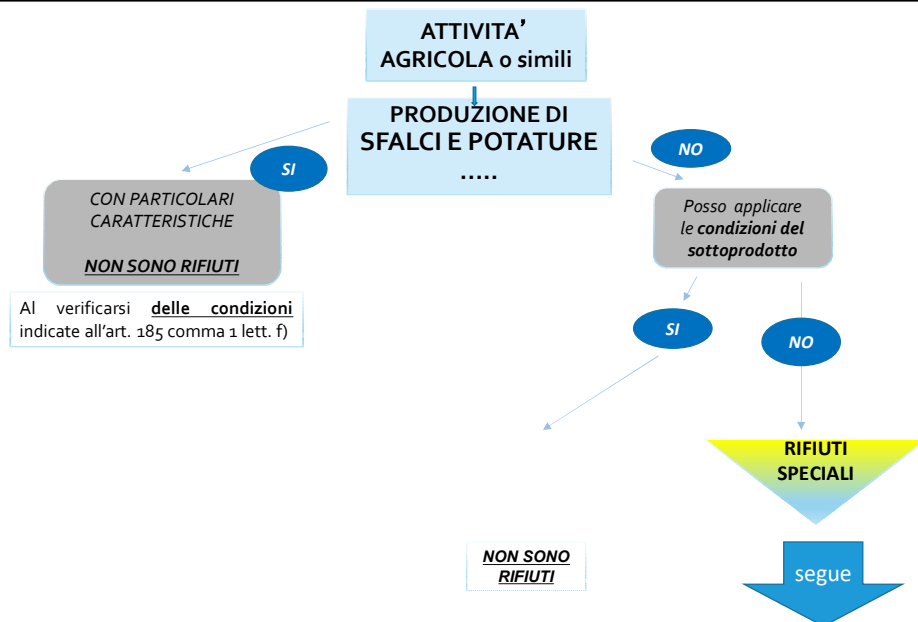 ATTIVITA’
AGRICOLA o simili
PRODUZIONE DI
SFALCI E POTATURE
.....
SI
NO
CON PARTICOLARI
CARATTERISTICHE
NON SONO RIFIUTI
Posso applicare
le condizioni del
sottoprodotto
Al verificarsi delle condizioni
indicate all’art. 185 comma 1 lett. f)
SI
NO
RIFIUTI
SPECIALI
NON SONO
RIFIUTI
segue